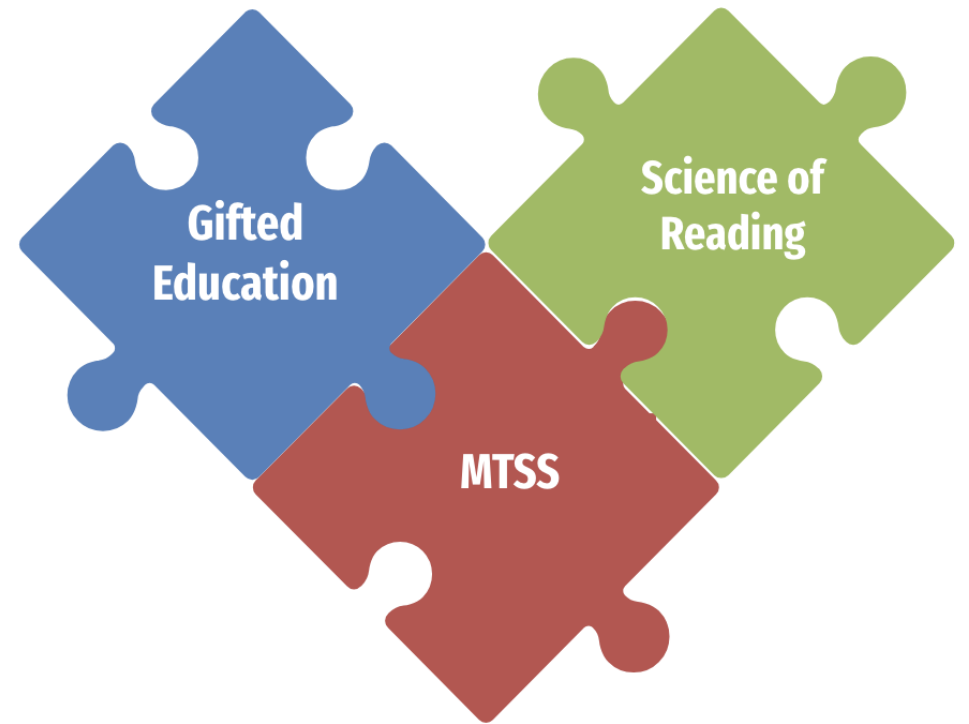 Gifted
Education
Science of
Reading
MTSS